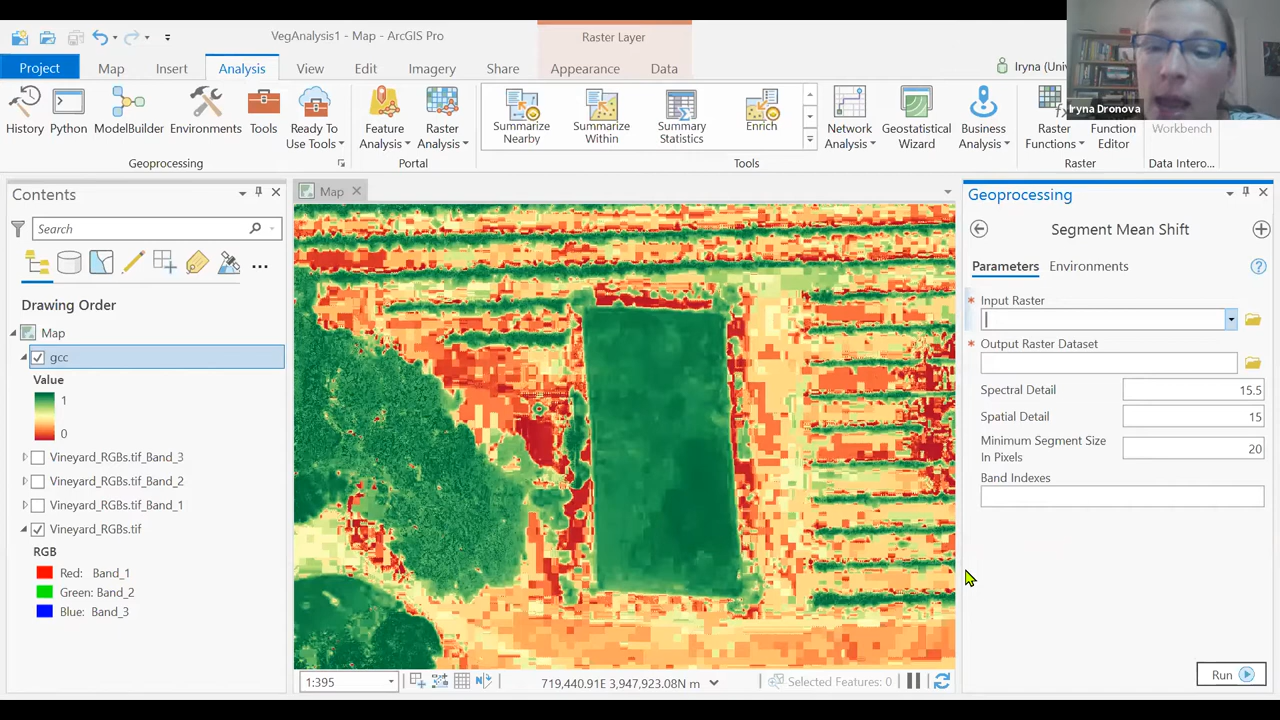 VegAnalysis1 - Map - ArcGIS Pro
Raster Layer
Project
Map
Insert
Analysis
View
Edit
Imagery
Share
Appearance
Data
Iryna (Uni
Iryna Dronova
History
Python
ModelBuilder
Environments
Tools
Ready To
Use Tools
Feature
Analysis
Raster
Analysis
Summarize
Nearby
Summarize
Within
Summary
Statistics
Enrich
Network
Analysis
Geostatistical
Wizard
Business
Analysis
Raster
Functions
Function
Editor
Workbench
Geoprocessing
Portal
Tools
Raster
Data Intero...
Contents
Search
Drawing Order
Map
gcc
Value
1
0
Vineyard_RGBs.tif_Band_3
Vineyard_RGBs.tif_Band_2
Vineyard_RGBs.tif_Band_1
Vineyard_RGBs.tif
RGB
Red: Band_1
Green: Band_2
Blue: Band_3
Map
1:395
719,440.91E 3,947,923.08N m
Selected Features: 0
Geoprocessing
Segment Mean Shift
Parameters
Environments
* Input Raster
* Output Raster Dataset
Spectral Detail
15.5
Spatial Detail
15
Minimum Segment Size
In Pixels
20
Band Indexes
Run